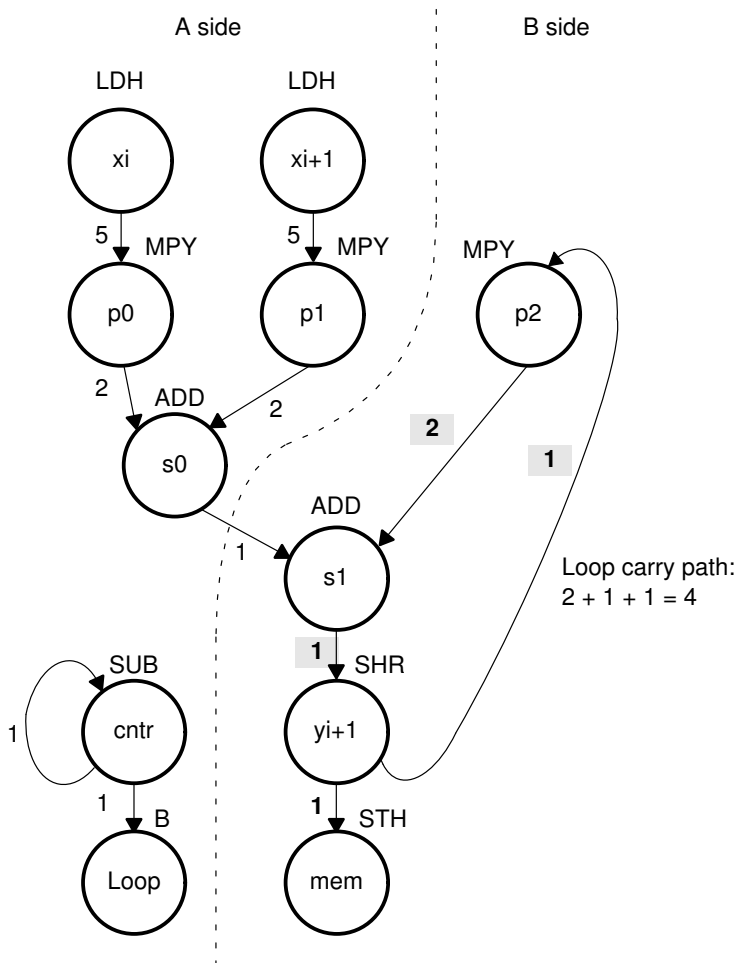 A side
B side
LDH
LDH
xi
xi+1
5
MPY
5
MPY
MPY
p0
p1
p2
2
ADD
2
2
1
s0
ADD
1
s1
Loop carry path:
2 + 1 + 1 = 4
1
SHR
SUB
1
cntr
yi+1
1
B
1
STH
Loop
mem